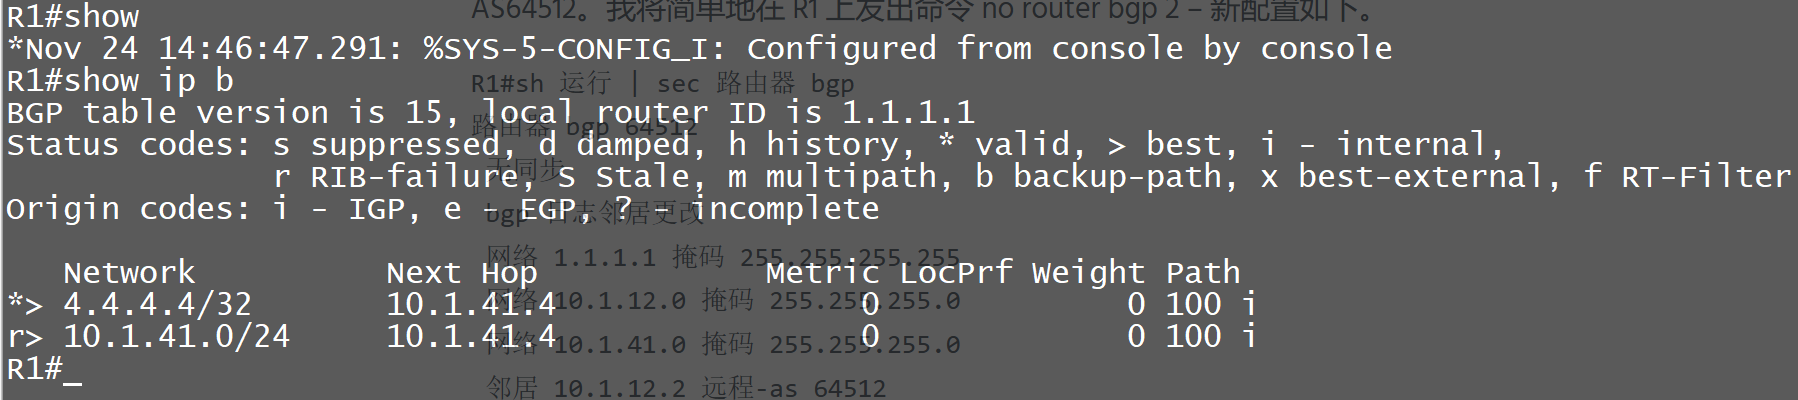 AS64512。我将简单地在 R1 上发出命令 no router bgp 2 – 新配置如下。
R1#show
*Nov 24 14:46:47.291: %SYS-5-CONFIG_I: Configured from console by console
R1#show ip b
R1#sh 运行 | sec 路由器 bgp
BGP table version is 15, local router ID is 1.1.1.1
路由器 bgp 64512
Status codes: s suppressed, d damped, h history, * valid, > best, i - internal,
无同步
r RIB-failure, S Stale, m multipath, b backup-path, x best-external, f RT-Filter
Origin codes: i - IGP, e - EGP, ? - incomplete
bgp 日志邻居更改
网络 1.1.1.1 掩码 255.255.255.255
Network Next Hop Metric LocPrf Weight Path
*> 4.4.4.4/32 10.1.41.4 0 0 100 i
网络 10.1.12.0 掩码 255.255.255.0
r> 10.1.41.0/24 10.1.41.4 0 0 100 i
网络 10.1.41.0 掩码 255.255.255.0
R1#_
邻居 10.1.12.2 远程-as 64512